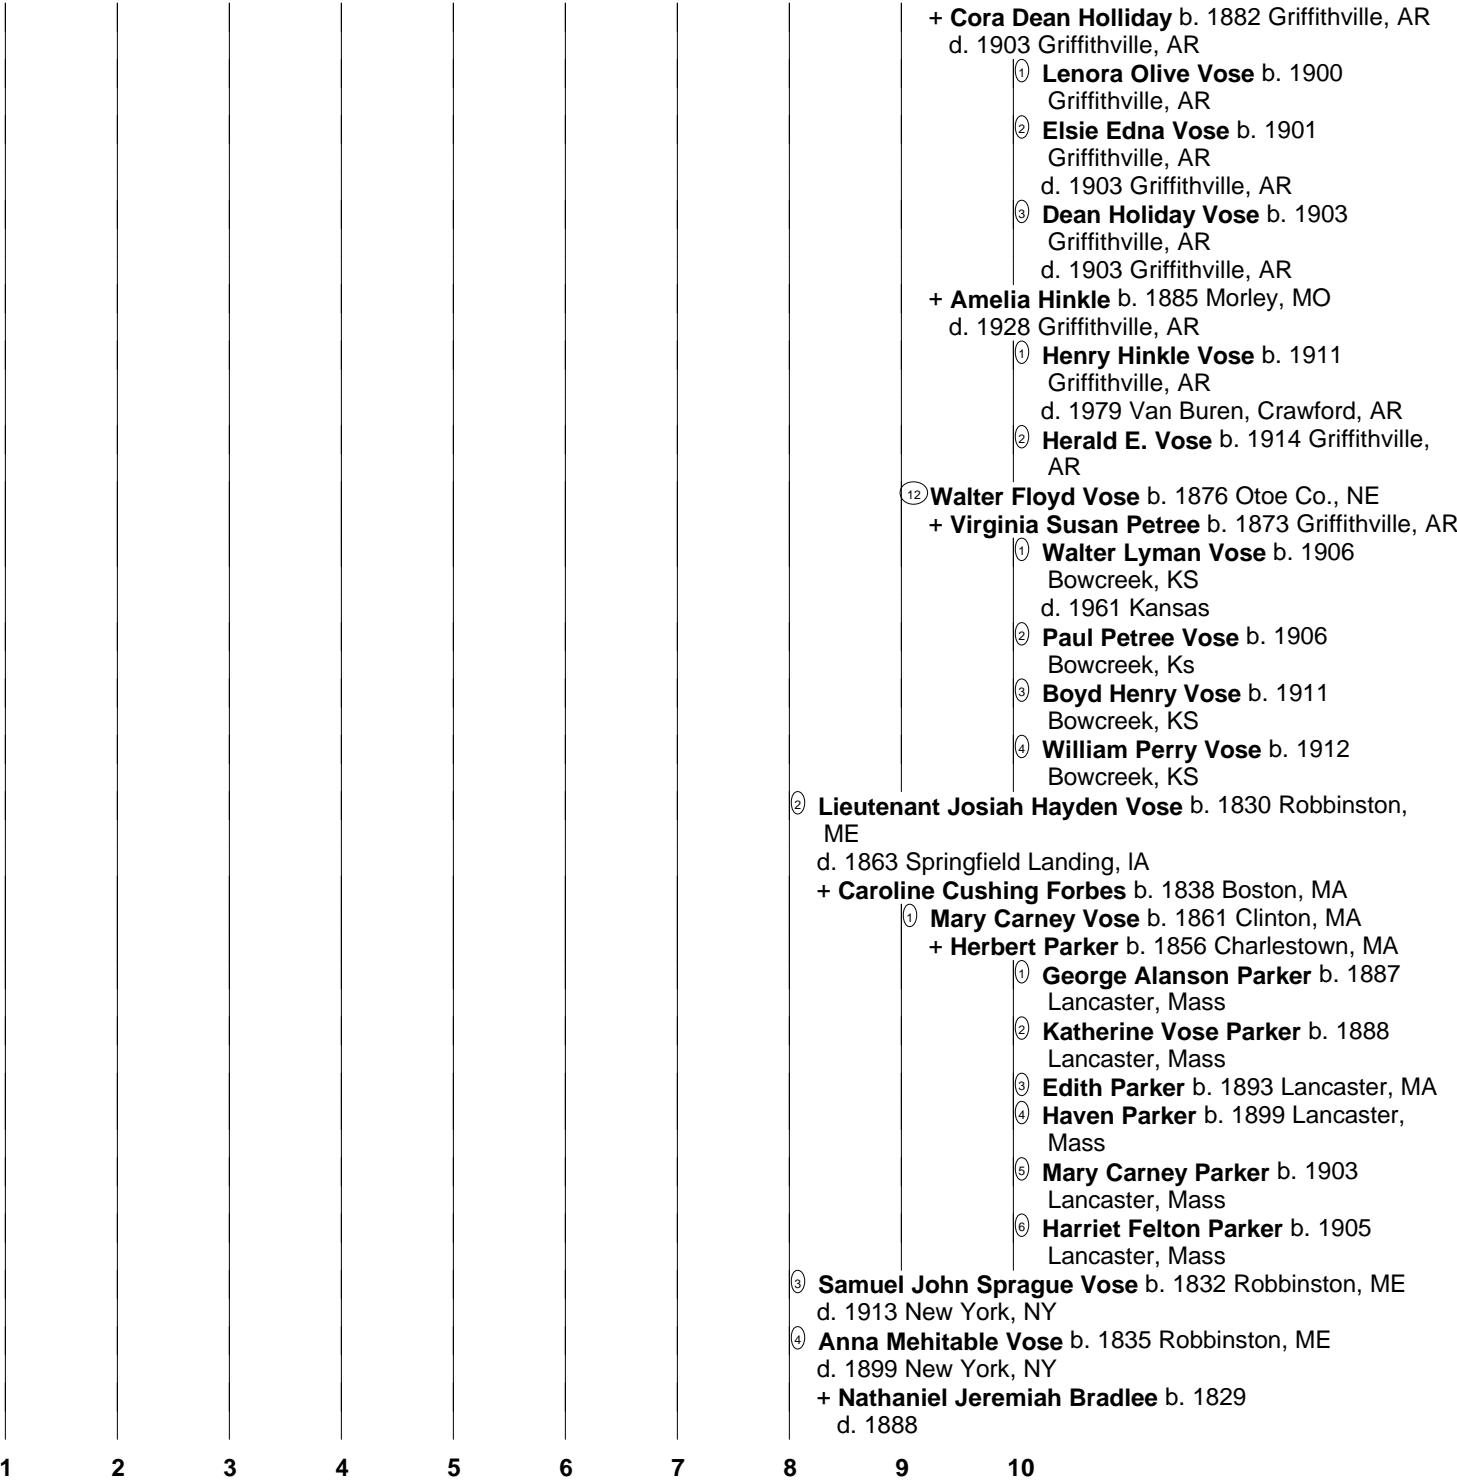 + Cora Dean Holliday b. 1882 Griffithville, AR
d. 1903 Griffithville, AR
1 Lenora Olive Vose b. 1900
Griffithville, AR
2 Elsie Edna Vose b. 1901
Griffithville, AR
d. 1903 Griffithville, AR
3 Dean Holiday Vose b. 1903
Griffithville, AR
d. 1903 Griffithville, AR
+ Amelia Hinkle b. 1885 Morley, MO
d. 1928 Griffithville, AR
1 Henry Hinkle Vose b. 1911
Griffithville, AR
d. 1979 Van Buren, Crawford, AR
2 Herald E. Vose b. 1914 Griffithville,
AR
12 Walter Floyd Vose b. 1876 Otoe Co., NE
+ Virginia Susan Petree b. 1873 Griffithville, AR
1 Walter Lyman Vose b. 1906
Bowcreek, KS
d. 1961 Kansas
2 Paul Petree Vose b. 1906
Bowcreek, Ks
3 Boyd Henry Vose b. 1911
Bowcreek, KS
4 William Perry Vose b. 1912
Bowcreek, KS
2 Lieutenant Josiah Hayden Vose b. 1830 Robbinston,
ME
d. 1863 Springfield Landing, lA
+ Caroline Cushing Forbes b. 1838 Boston, MA
1 Mary Carney Vose b. 1861 Clinton, MA
+ Herbert Parker b. 1856 Charlestown, MA
1 George Alanson Parker b. 1887
Lancaster, Mass
2 Katherine Vose Parker b. 1888
Lancaster, Mass
3 Edith Parker b. 1893 Lancaster, MA
4 Haven Parker b. 1899 Lancaster,
Mass
5 Mary Carney Parker b. 1903
Lancaster, Mass
6 Harriet Felton Parker b. 1905
Lancaster, Mass
3 Samuel John Sprague Vose b. 1832 Robbinston, ME
d. 1913 New York, NY
4 Anna Mehitable Vose b. 1835 Robbinston, ME
d. 1899 New York, NY
+ Nathaniel Jeremiah Bradlee b. 1829
d. 1888
1 2 3 4 5 6 7 8 9 10